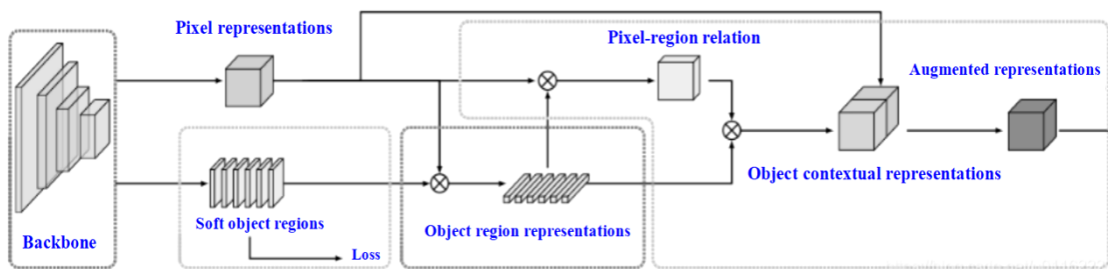 Pixel representations
Pixel-region relation
Augmented representations
Object contextual representations
Soft object regions
Object region representations
Backbone
Loss